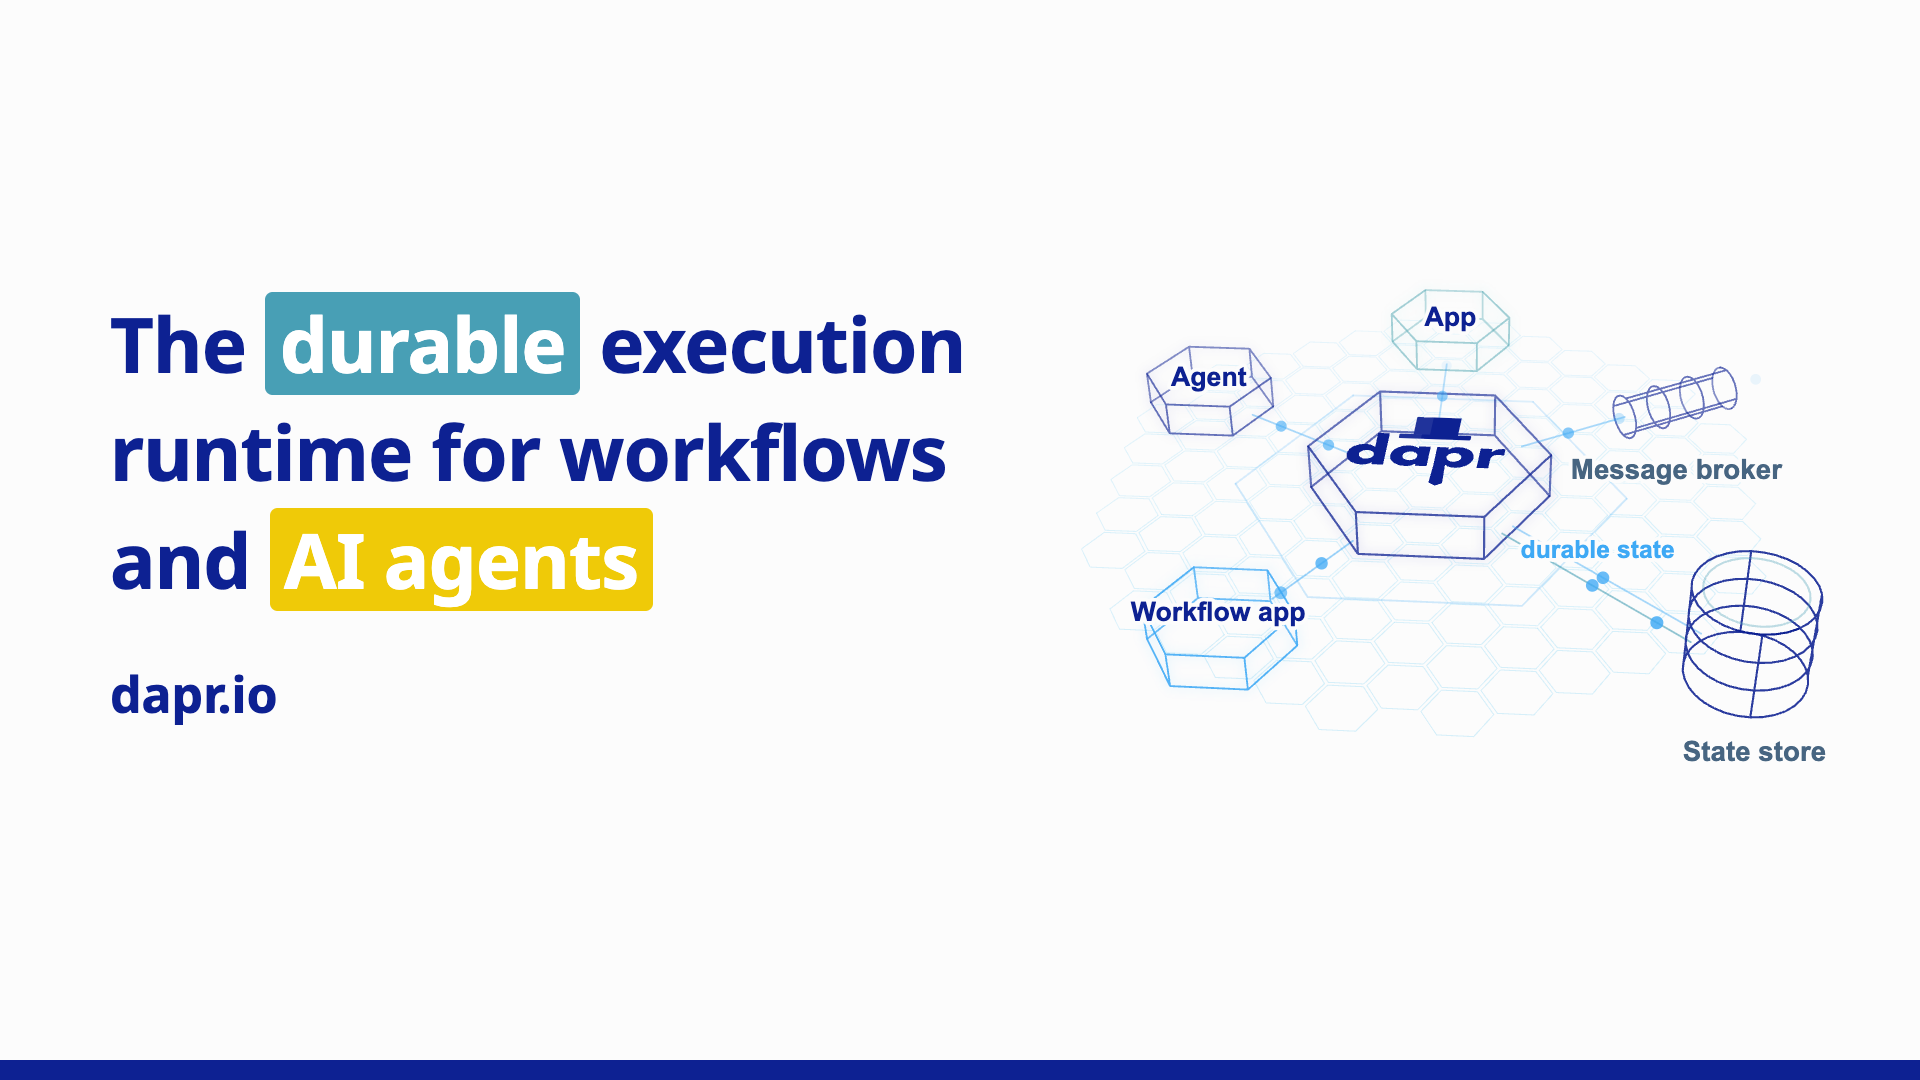 The durable execution
runtime for workflows
and AI agents
dapr.io
App
Agent
dapr
Message broker
durable state
Workflow app
State store